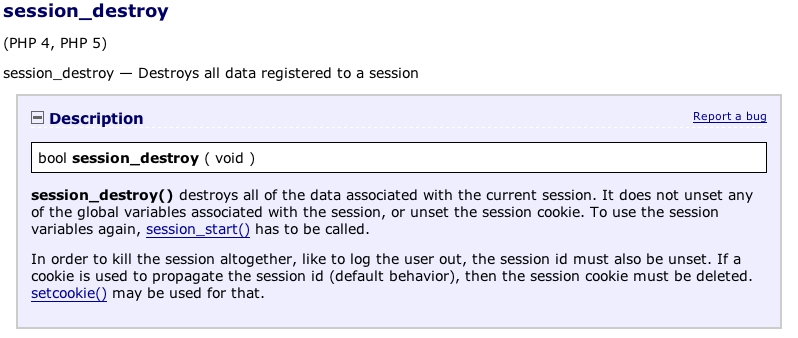 session_destroy
(PHP 4, PHP 5)
session_destroy — Destroys all data registered to a session
Description
Report a bug
bool session_destroy ( void )
session_destroy() destroys all of the data associated with the current session. It does not unset any
of the global variables associated with the session, or unset the session cookie. To use the session
variables again, session_start() has to be called.
In order to kill the session altogether, like to log the user out, the session id must also be unset. If a
cookie is used to propagate the session id (default behavior), then the session cookie must be deleted.
setcookie() may be used for that.